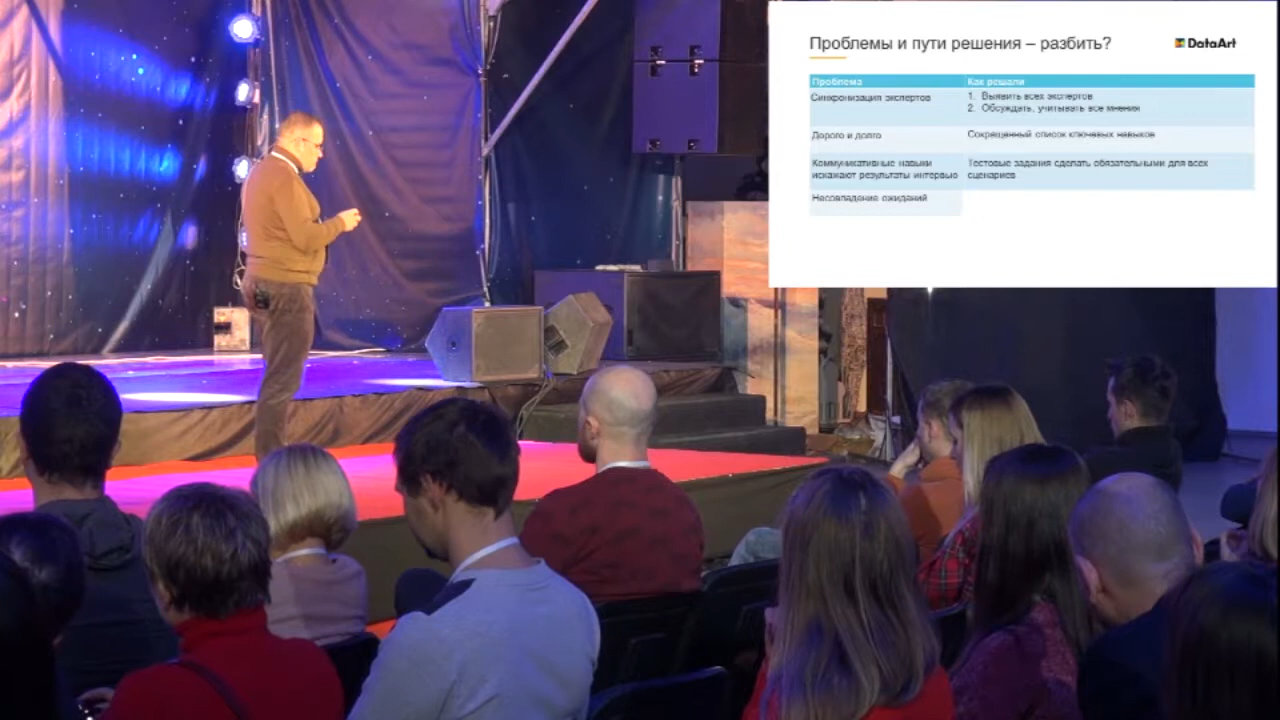 Проблемы и пути решения – разбить?
DataArt
Проблема
Как решали
Синхронизация экспертов
1. Выявить всех экспертов
2. Обсуждать, учитывать все мнения
Дорого и долго
Сокращенный список ключевых навыков
Коммуникативные навыки
искажают результаты интервью
Тестовые задания сделать обязательными для всех
сценариев
Несовпадение ожиданий